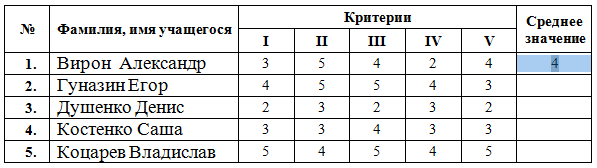 № Фамилия, имя учащегося Критерии Среднее значение
I II III IV V
1. Вирон Александр 3 5 4 2 4 4
2. Гуназин Егор 4 5 5 4 3
3. Душенко Денис 2 3 2 3 2
4. Костенко Саша 3 3 4 3 3
5. Коцарев Владислав 5 4 5 4 5